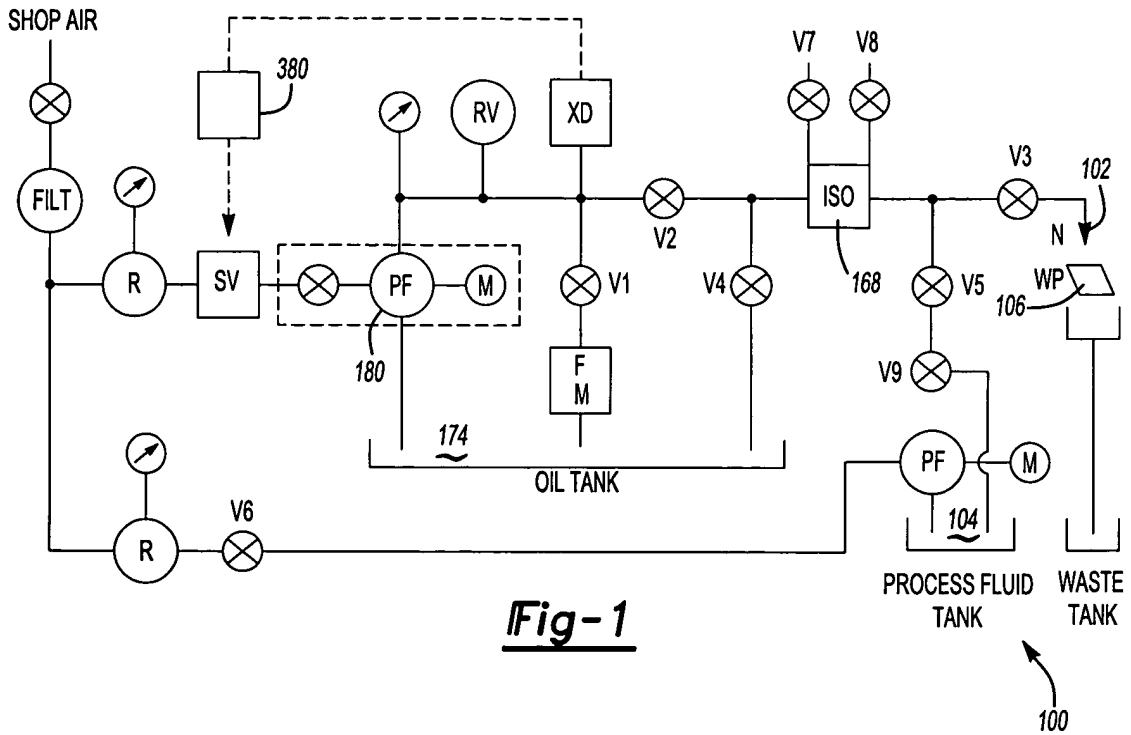 SHOP AIR
380
RV
XD
V7
V8
FILT
R
SV
PF
M
180
V1
V2
V4
ISO
168
V3
102
N
WP
106
V5
F
M
V9
174
OIL TANK
V6
R
PF
M
104
PROCESS FLUID
TANK
WASTE
TANK
Fig-1
100